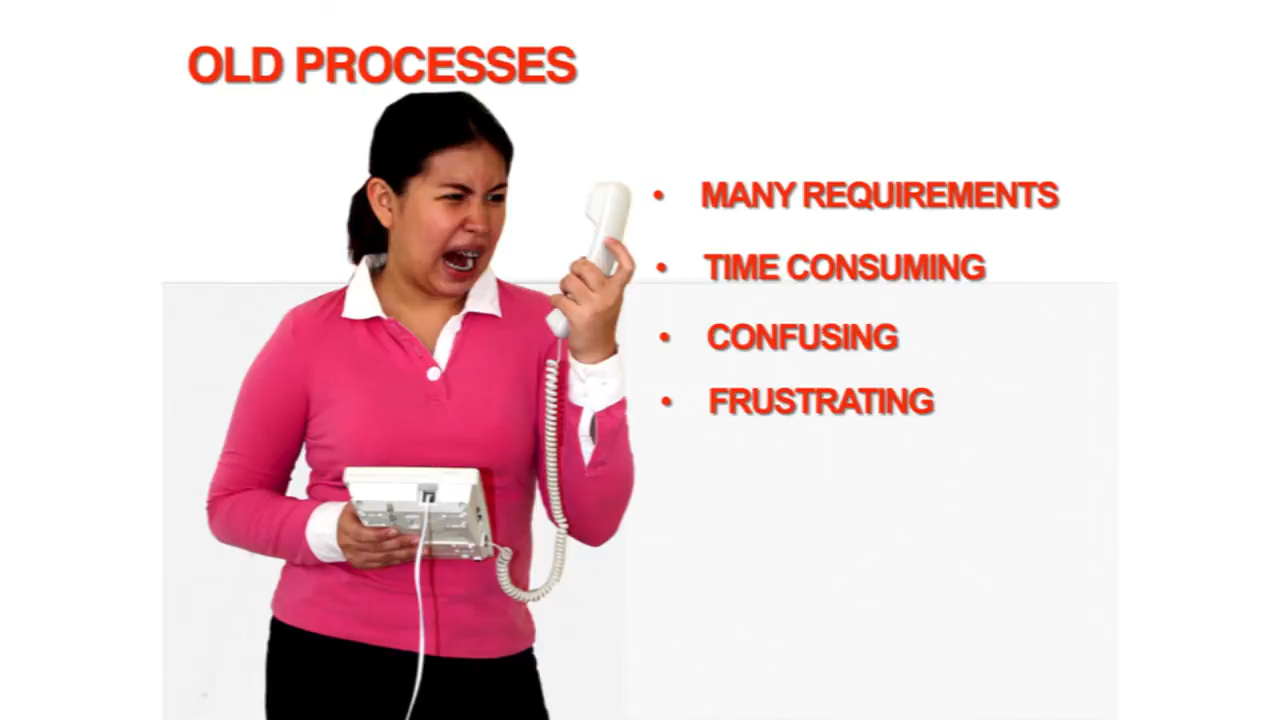 OLD PROCESSES
• MANY REQUIREMENTS
• TIME CONSUMING
• CONFUSING
• FRUSTRATING